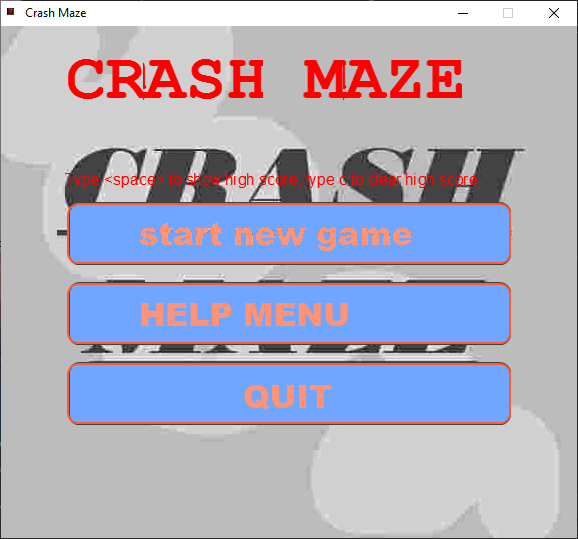 Crash Maze
CRASH MAZE
CRASH
Type <space> to show high score, type c to clear high score
start new game
HELP MENU
MAZE
QUIT